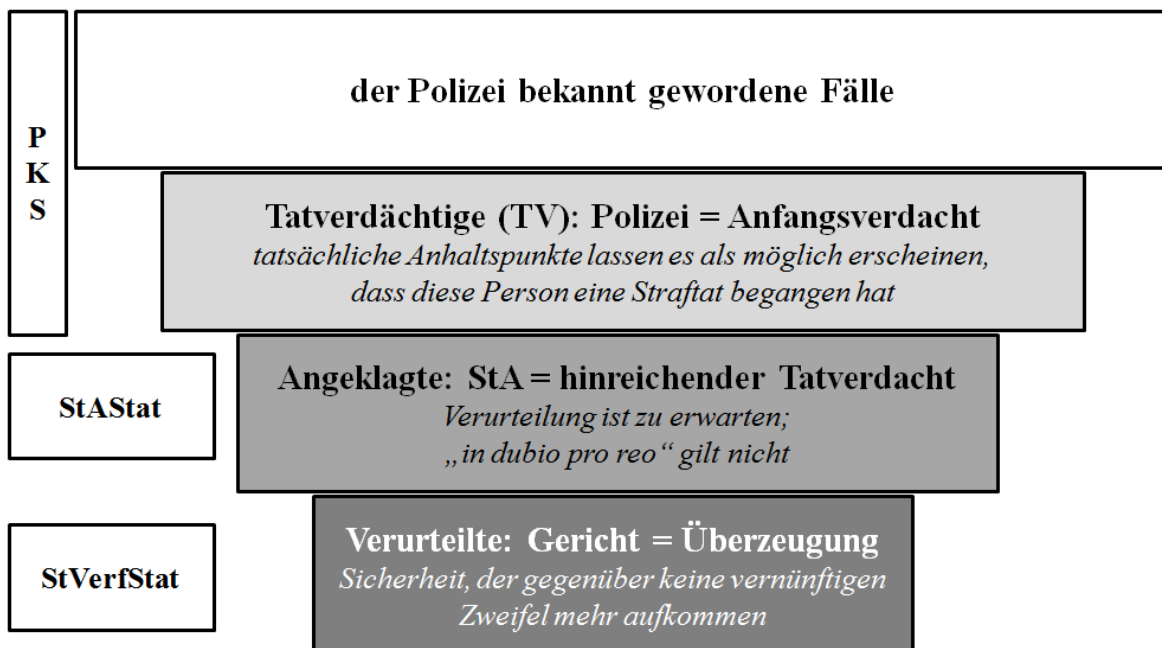 P
K
S
der Polizei bekannt gewordene Fälle
Tatverdächtige (TV): Polizei = Anfangsverdacht
tatsächliche Anhaltspunkte lassen es als möglich erscheinen,
dass diese Person eine Straftat begangen hat
StAStat
Angeklagte: StA = hinreichender Tatverdacht
Verurteilung ist zu erwarten;
„in dubio pro reo“ gilt nicht
StVerfStat
Verurteilte: Gericht = Überzeugung
Sicherheit, der gegenüber keine vernünftigen
Zweifel mehr aufkommen